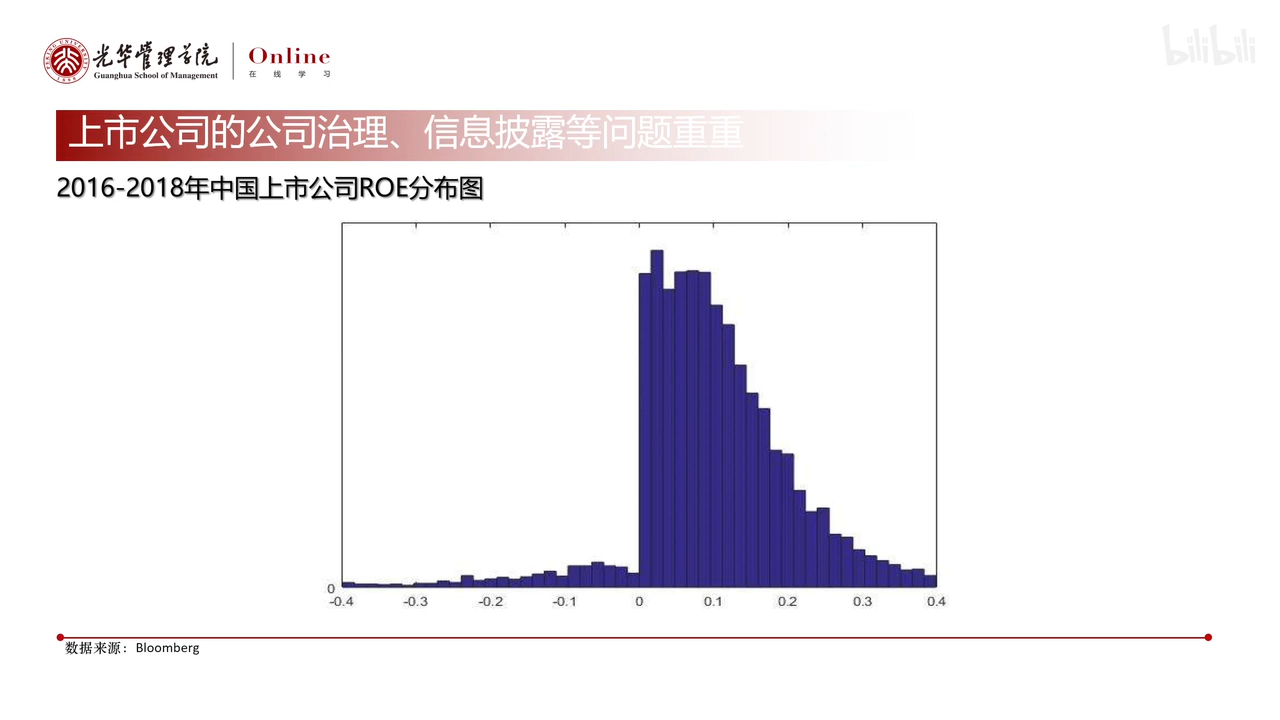 光华管理学院
Guanghua School of Management
Online
在线学习
bilibili
上市公司的公司治理、信息披露等问题重重
2016-2018年中国上市公司ROE分布图
0
-0.4 -0.3 -0.2 -0.1 0 0.1 0.2 0.3 0.4
数据来源：Bloomberg